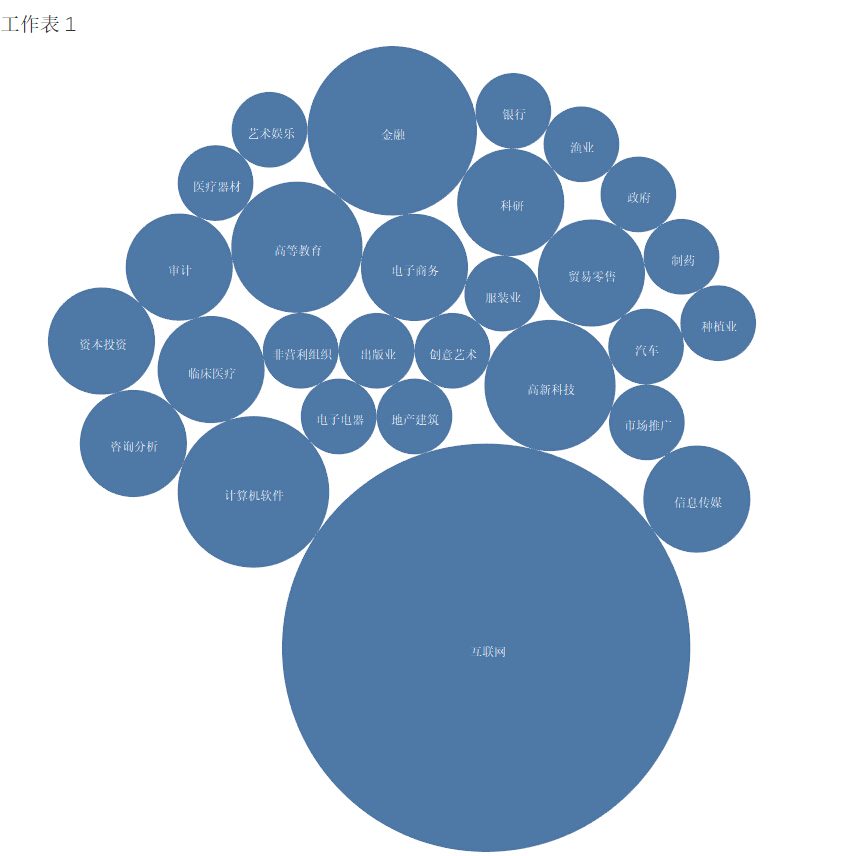 工作表 1
金融
银行
艺术娱乐
渔业
医疗器材
政府
科研
高等教育
制药
审计
电子商务
贸易零售
服装业
种植业
资本投资
汽车
非营利组织
出版业
创意艺术
临床医疗
高新科技
电子电器
地产建筑
市场推广
咨询分析
计算机软件
信息传媒
互联网